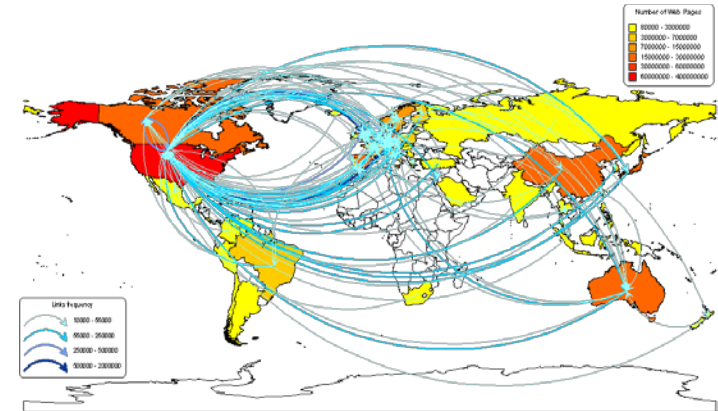 Number of Web Pages
80000 - 3000000
3000000 - 7000000
7000000 - 15000000
15000000 - 30000000
30000000 - 60000000
60000000 - 400000000
Links frequency
10000 - 55000
55000 - 250000
250000 - 500000
500000 - 2000000